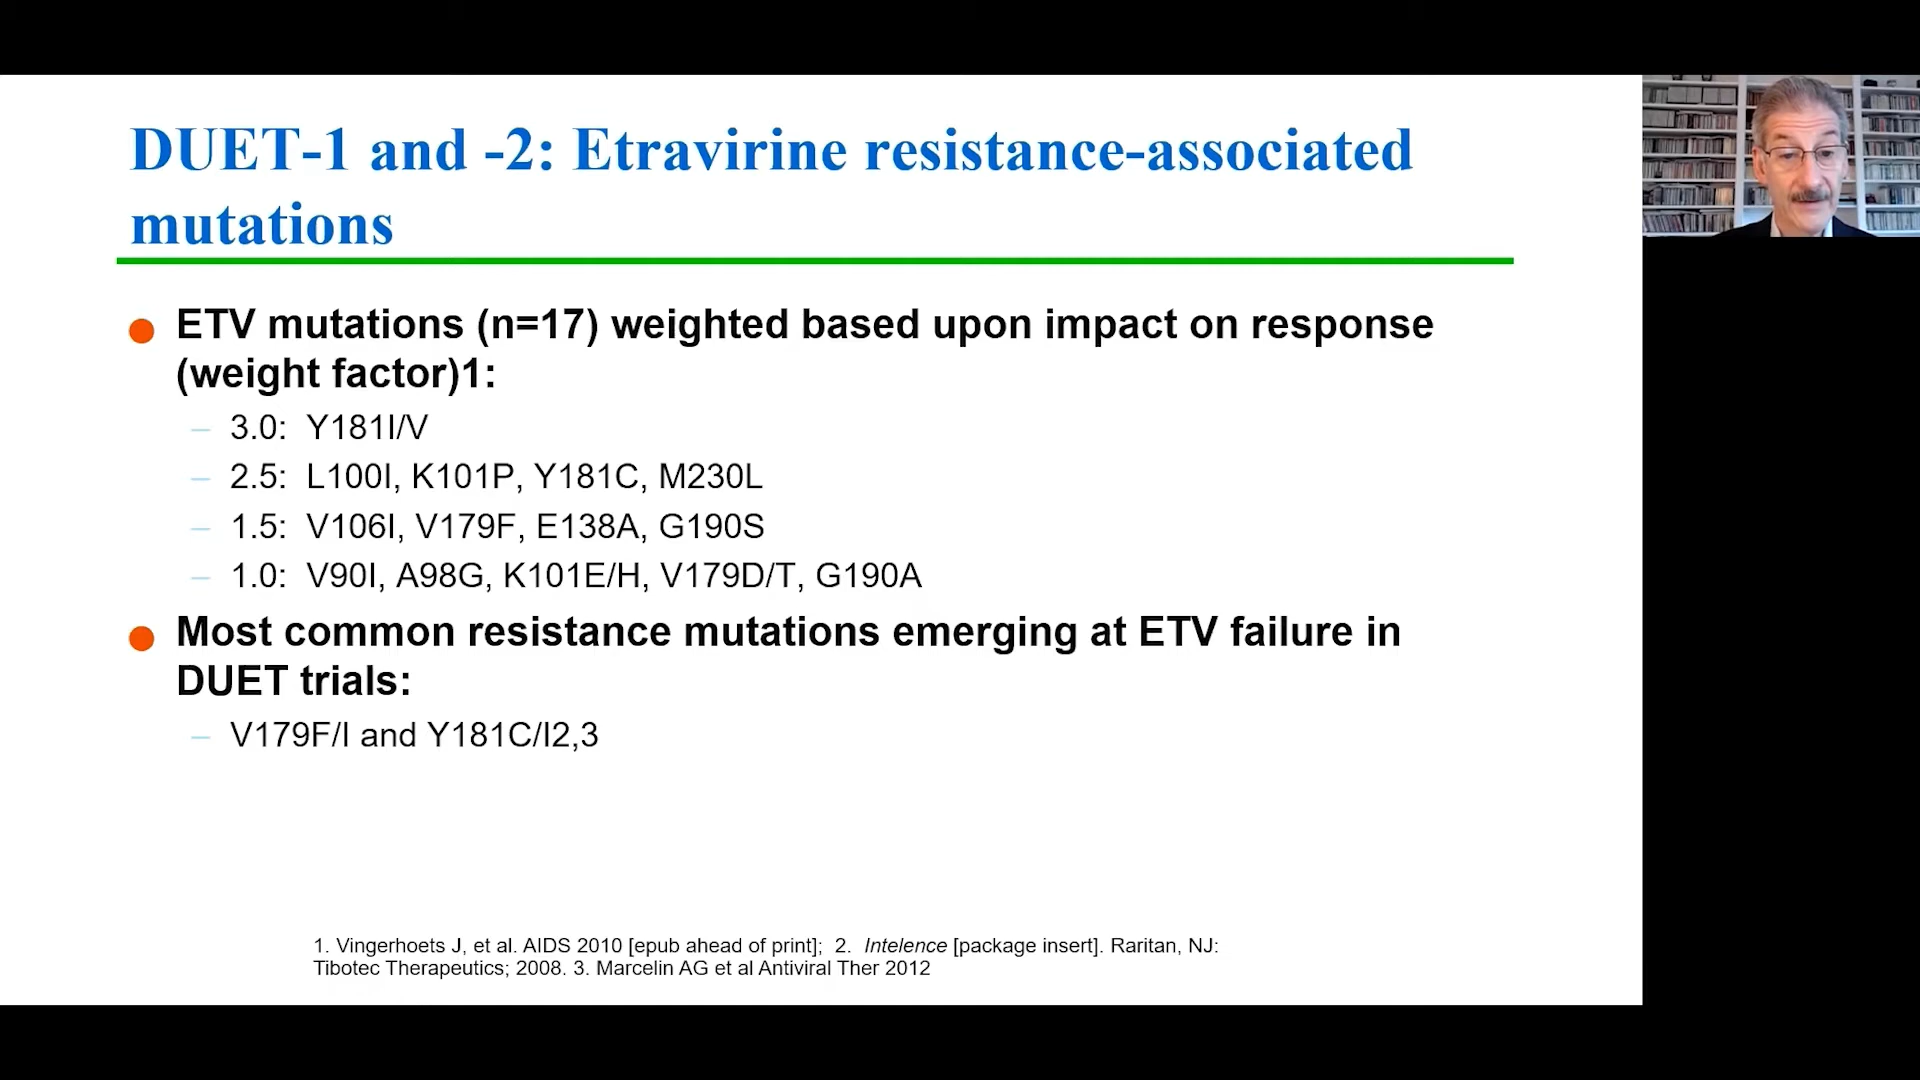 DUET-1 and -2: Etravirine resistance-associated
mutations
ETV mutations (n=17) weighted based upon impact on response
(weight factor)1:
– 3.0: Y181I/V
– 2.5: L100I, K101P, Y181C, M230L
– 1.5: V106I, V179F, E138A, G190S
– 1.0: V90I, A98G, K101E/H, V179D/T, G190A
Most common resistance mutations emerging at ETV failure in
DUET trials:
– V179F/I and Y181C/I2,3
1. Vingerhoets J, et al. AIDS 2010 [epub ahead of print]; 2. Intelence [package insert]. Raritan, NJ:
Tibotec Therapeutics; 2008. 3. Marcelin AG et al Antiviral Ther 2012